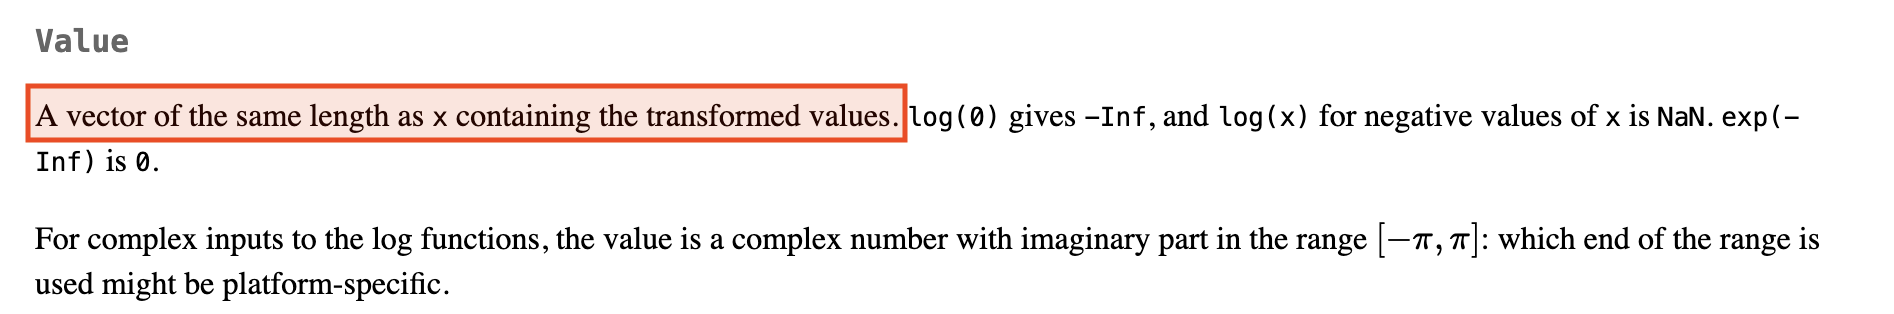 Value
A vector of the same length as x containing the transformed values. log(0) gives -Inf, and log(x) for negative values of x is NaN. exp(-
Inf) is 0.
For complex inputs to the log functions, the value is a complex number with imaginary part in the range [−π, π]: which end of the range is
used might be platform-specific.